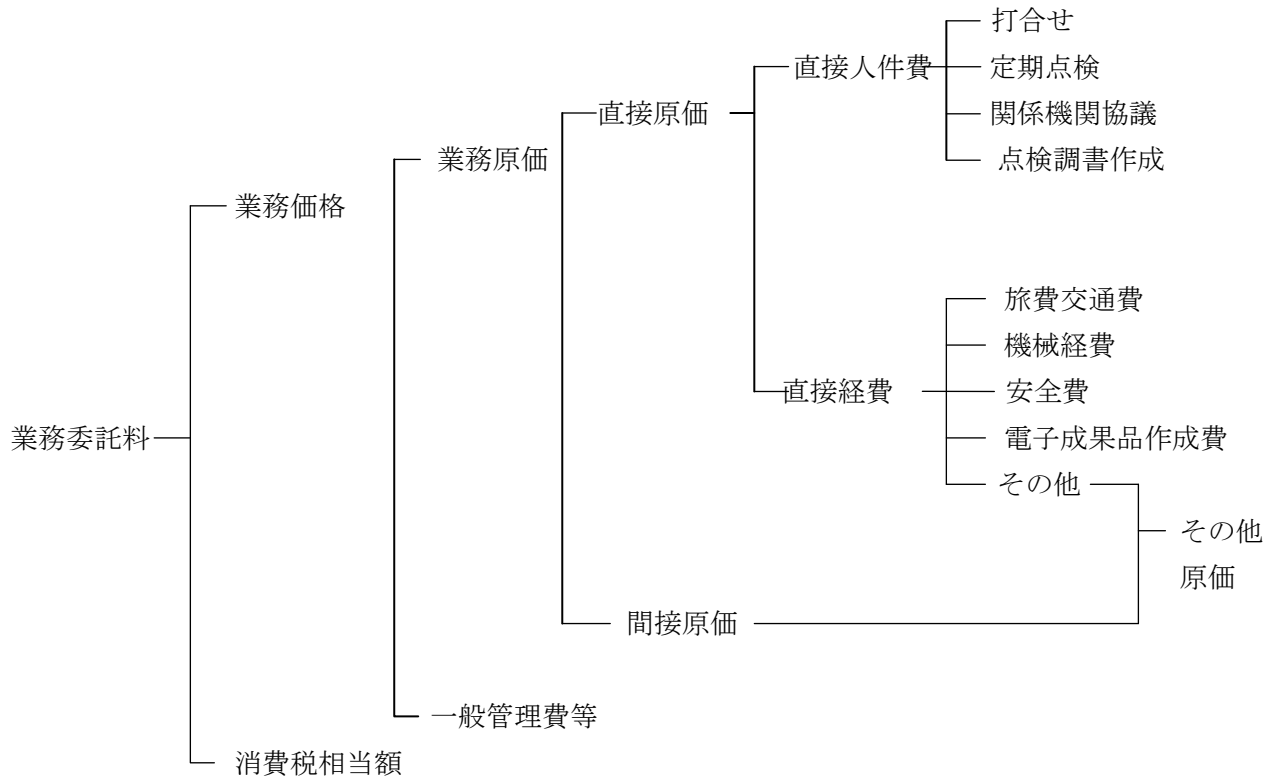 打合せ
直接人件費
定期点検
直接原価
関係機関協議
業務原価
点検調書作成
業務価格
旅費交通費
機械経費
直接経費
安全費
業務委託料
電子成果品作成費
その他
その他
原価
間接原価
一般管理費等
消費税相当額